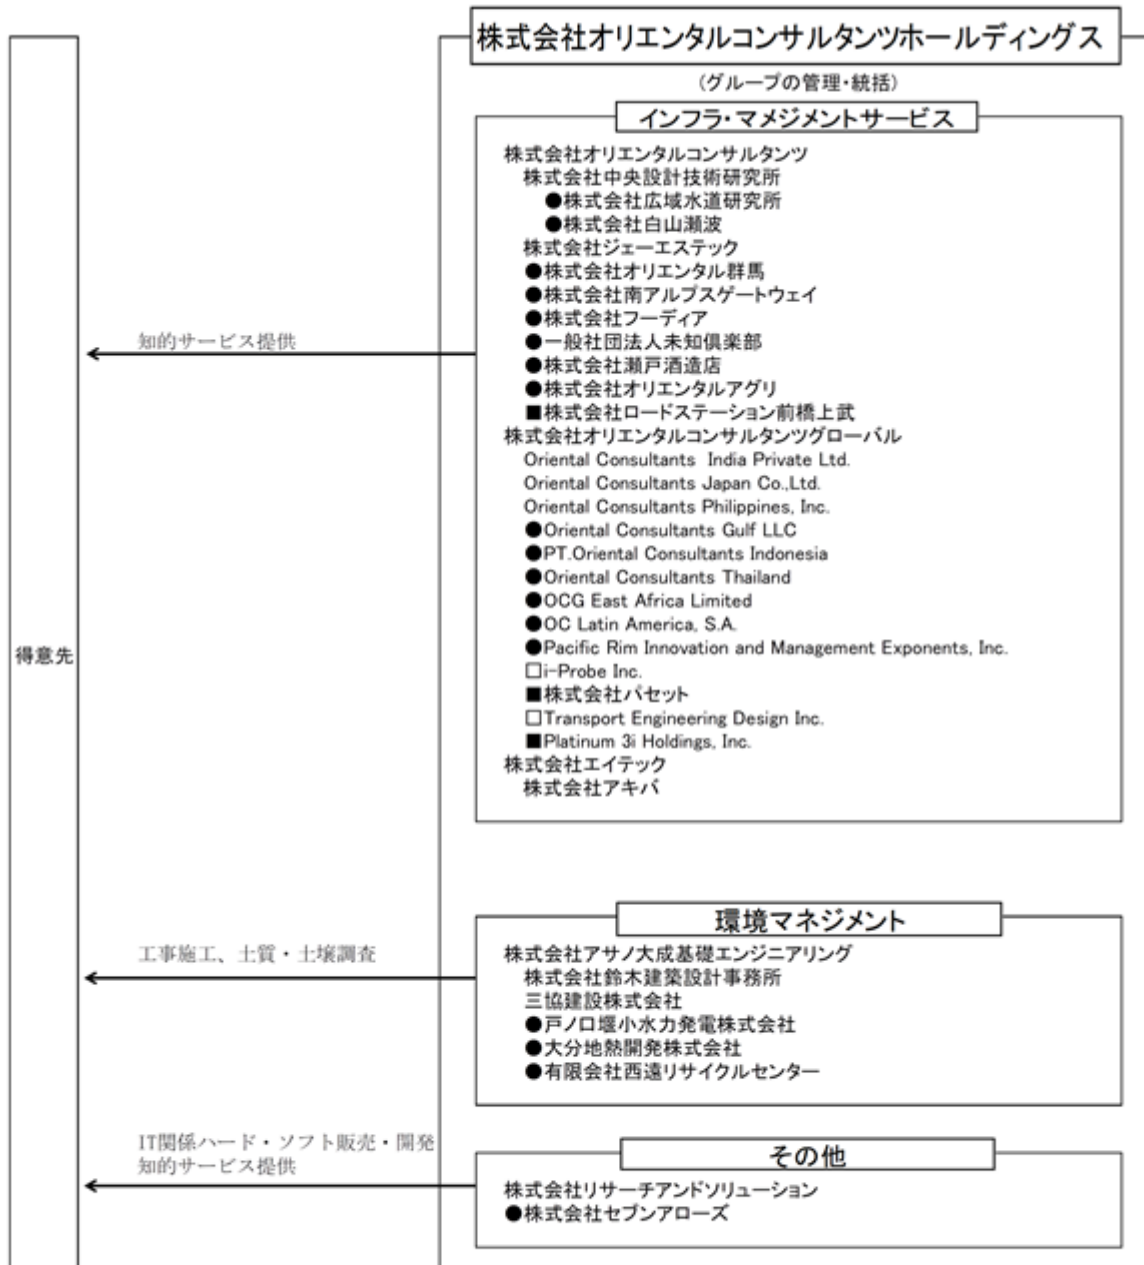 株式会社オリエンタルコンサルタンツホールディングス
(グループの管理・統括)
インフラ・マメジメントサービス
株式会社オリエンタルコンサルタンツ
株式会社中央設計技術研究所
●株式会社広域水道研究所
●株式会社白山瀬波
株式会社ジェーエステック
●株式会社オリエンタル群馬
●株式会社南アルプスゲートウェイ
●株式会社フーディア
●一般社団法人未知倶楽部
●株式会社瀬戸酒造店
●株式会社オリエンタルアグリ
■株式会社ロードステーション前橋上武
株式会社オリエンタルコンサルタンツグローバル
Oriental Consultants India Private Ltd.
Oriental Consultants Japan Co.,Ltd.
Oriental Consultants Philippines, Inc.
●Oriental Consultants Gulf LLC
●PT.Oriental Consultants Indonesia
●Oriental Consultants Thailand
●OCG East Africa Limited
●OC Latin America, S.A.
●Pacific Rim Innovation and Management Exponents, Inc.
□i-Probe Inc.
■株式会社パセット
□Transport Engineering Design Inc.
■Platinum 3i Holdings, Inc.
株式会社エイテック
株式会社アキバ
知的サービス提供
得意先
環境マネジメント
株式会社アサノ大成基礎エンジニアリング
株式会社鈴木建築設計事務所
三協建設株式会社
●戸ノ口堰小水力発電株式会社
●大分地熱開発株式会社
●有限会社西遠リサイクルセンター
工事施工、土質・土壌調査
その他
株式会社リサーチアンドソリューション
●株式会社セブンアローズ
IT関係ハード・ソフト販売・開発
知的サービス提供